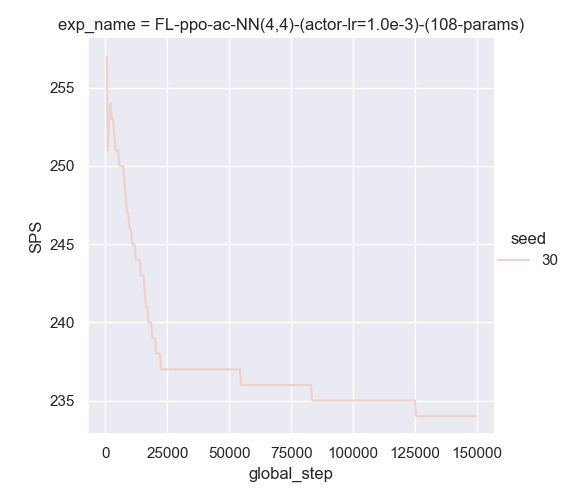 exp_name = FL-ppo-ac-NN(4,4)-(actor-lr=1.0e-3)-(108-params)
255
250
245
240
235
SPS
0 25000 50000 75000 100000 125000 150000
global_step
seed
30